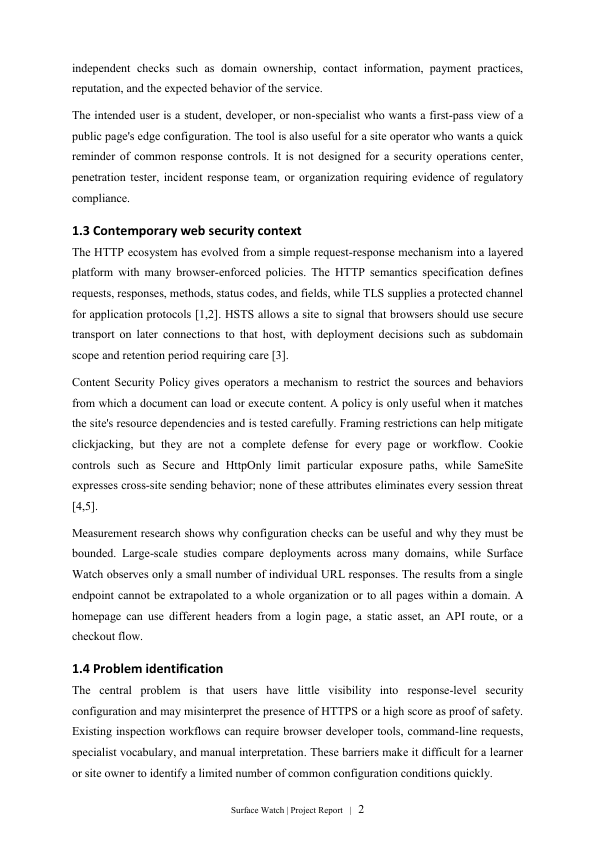 independent checks such as domain ownership, contact information, payment practices,
reputation, and the expected behavior of the service.
The intended user is a student, developer, or non-specialist who wants a first-pass view of a
public page's edge configuration. The tool is also useful for a site operator who wants a quick
reminder of common response controls. It is not designed for a security operations center,
penetration tester, incident response team, or organization requiring evidence of regulatory
compliance.
1.3 Contemporary web security context
The HTTP ecosystem has evolved from a simple request-response mechanism into a layered
platform with many browser-enforced policies. The HTTP semantics specification defines
requests, responses, methods, status codes, and fields, while TLS supplies a protected channel
for application protocols [1,2]. HSTS allows a site to signal that browsers should use secure
transport on later connections to that host, with deployment decisions such as subdomain
scope and retention period requiring care [3].
Content Security Policy gives operators a mechanism to restrict the sources and behaviors
from which a document can load or execute content. A policy is only useful when it matches
the site's resource dependencies and is tested carefully. Framing restrictions can help mitigate
clickjacking, but they are not a complete defense for every page or workflow. Cookie
controls such as Secure and HttpOnly limit particular exposure paths, while SameSite
expresses cross-site sending behavior; none of these attributes eliminates every session threat
[4,5].
Measurement research shows why configuration checks can be useful and why they must be
bounded. Large-scale studies compare deployments across many domains, while Surface
Watch observes only a small number of individual URL responses. The results from a single
endpoint cannot be extrapolated to a whole organization or to all pages within a domain. A
homepage can use different headers from a login page, a static asset, an API route, or a
checkout flow.
1.4 Problem identification
The central problem is that users have little visibility into response-level security
configuration and may misinterpret the presence of HTTPS or a high score as proof of safety.
Existing inspection workflows can require browser developer tools, command-line requests,
specialist vocabulary, and manual interpretation. These barriers make it difficult for a learner
or site owner to identify a limited number of common configuration conditions quickly.
Surface Watch | Project Report | 2